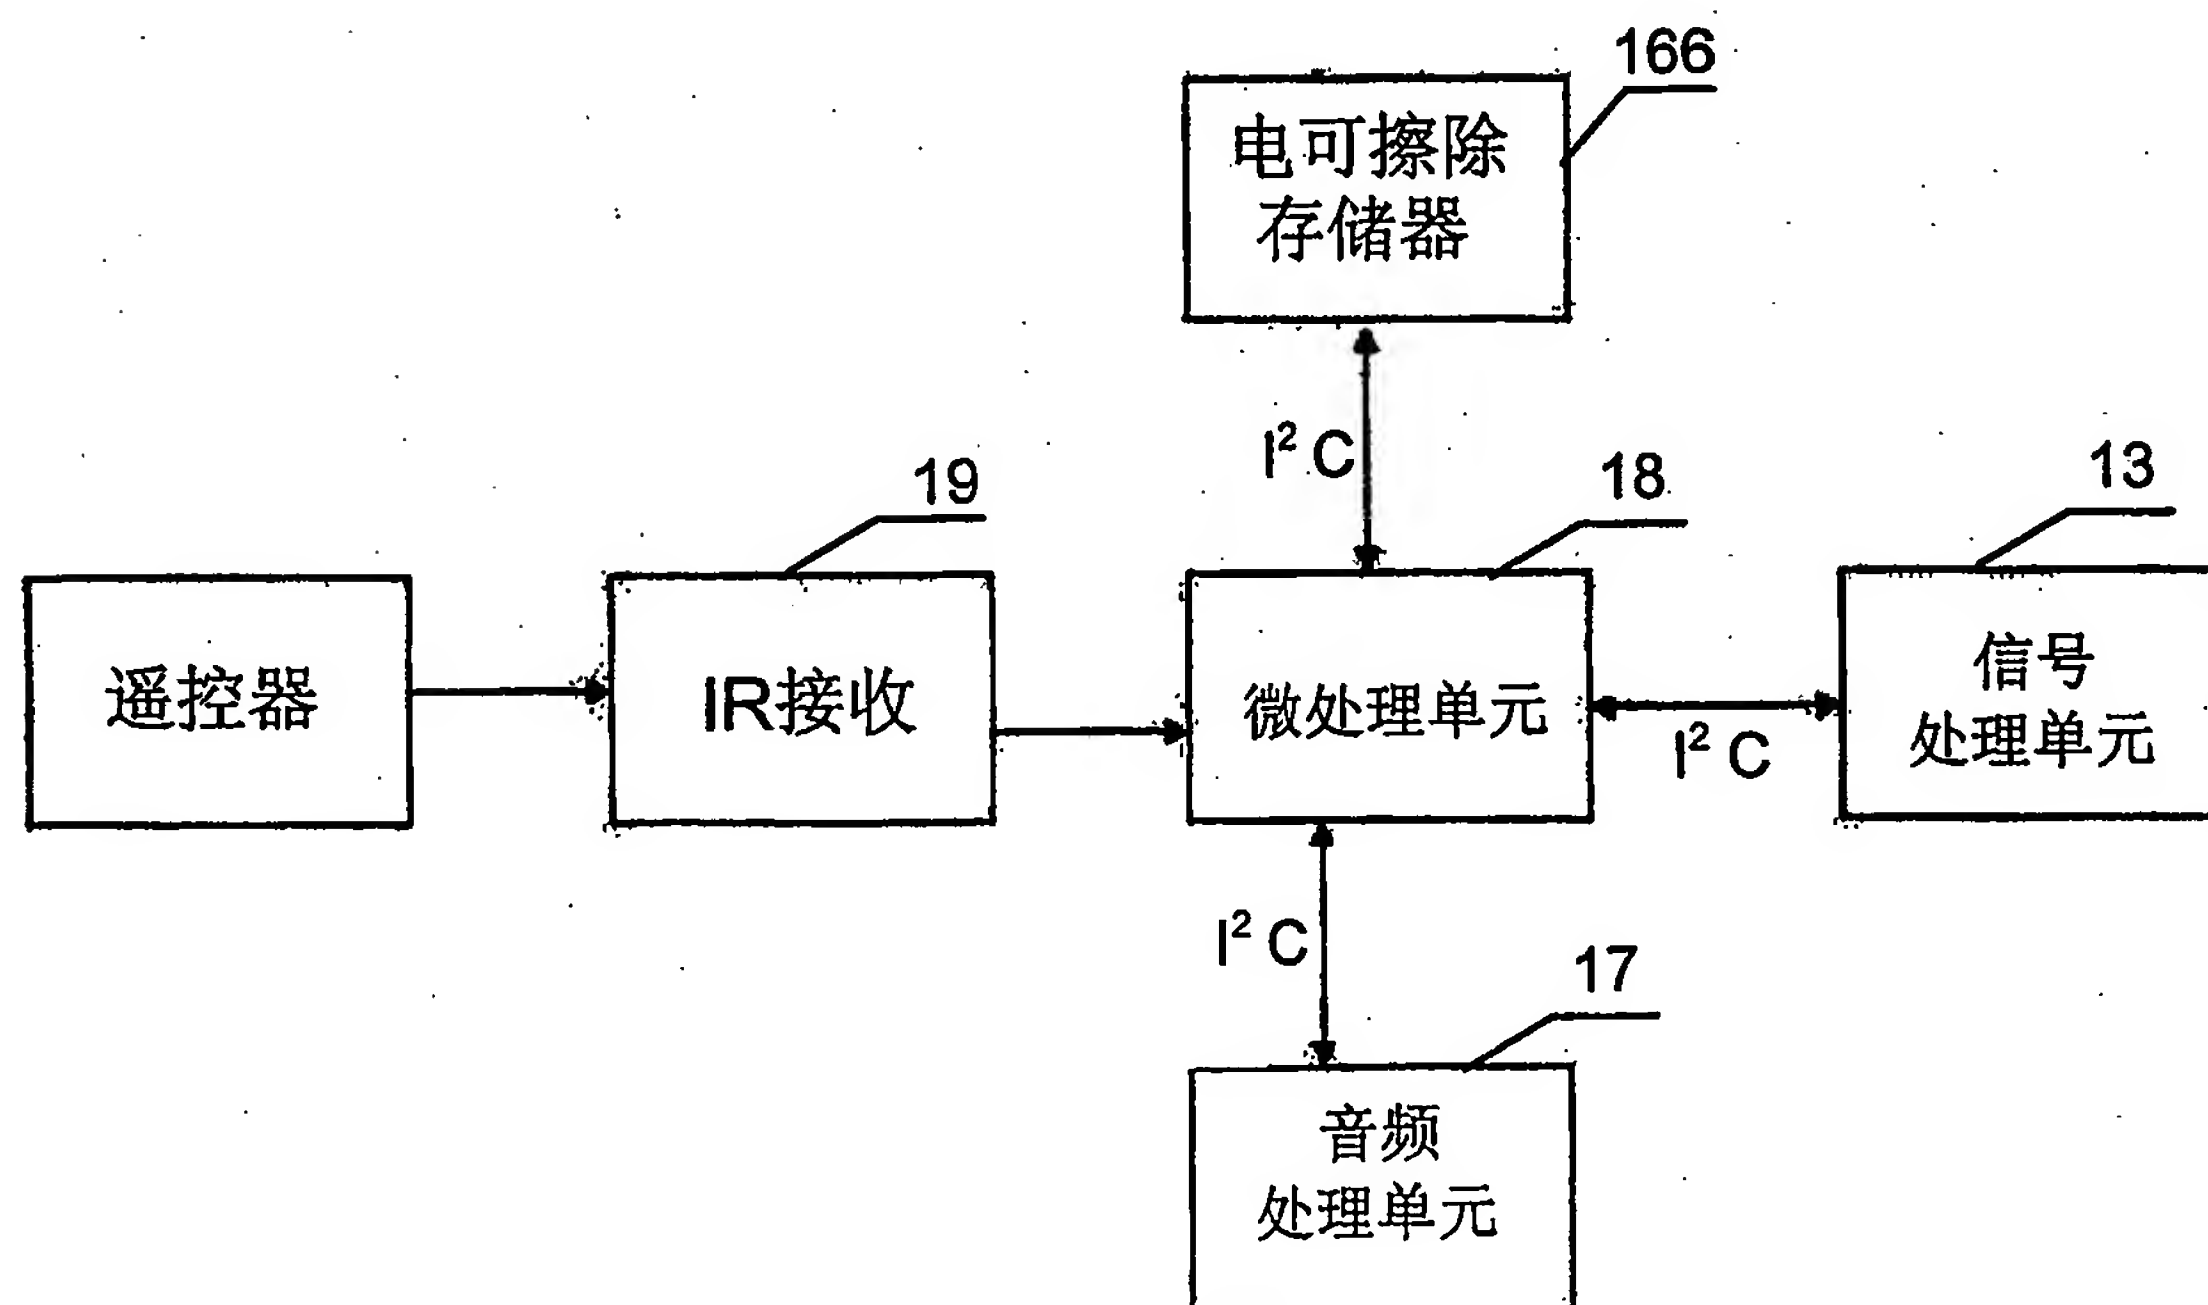 166
电可擦除
存储器
I² C
19
18
13
遥控器
IR接收
微处理单元
I² C
信号
处理单元
I² C
17
音频
处理单元